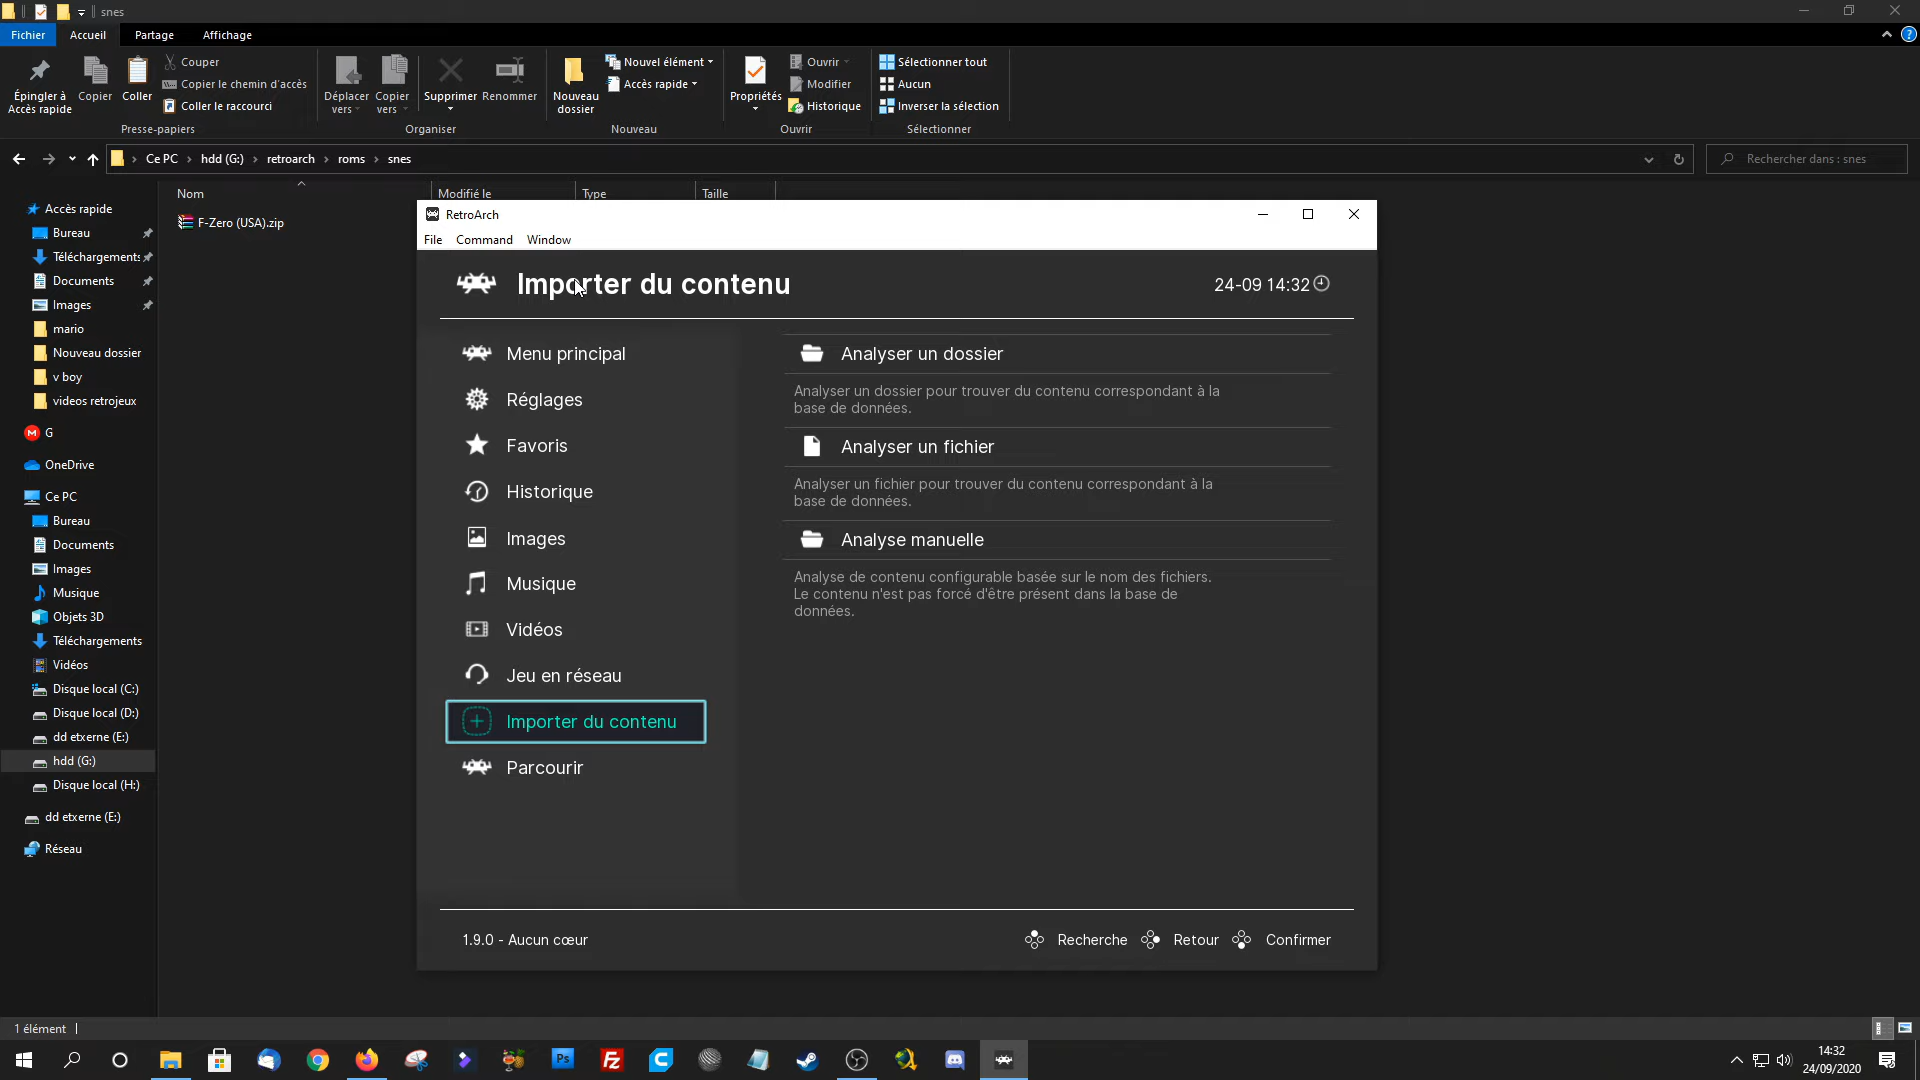 snes
Fichier
Accueil
Partage
Affichage
Épingler à
Accès rapide
Copier
Coller
Couper
Copier le chemin d'accès
Coller le raccourci
Presse-papiers
Déplacer
vers
Copier
vers
Supprimer
Renommer
Organiser
Nouveau
dossier
Nouvel élément
Accès rapide
Nouveau
Propriétés
Ouvrir
Modifier
Historique
Ouvrir
Sélectionner tout
Aucun
Inverser la sélection
Sélectionner
Ce PC
hdd (G:)
retroarch
roms
snes
Rechercher dans : snes
Nom
Modifié le
Type
Taille
F-Zero (USA).zip
Accès rapide
Bureau
Téléchargements
Documents
Images
mario
Nouveau dossier
v boy
videos retrojeux
G
OneDrive
Ce PC
Bureau
Documents
Images
Musique
Objets 3D
Téléchargements
Vidéos
Disque local (C:)
Disque local (D:)
dd etxerne (E:)
hdd (G:)
Disque local (H:)
dd etxerne (E:)
Réseau
RetroArch
File
Command
Window
Importer du contenu
24-09 14:32
Menu principal
Réglages
Favoris
Historique
Images
Musique
Vidéos
Jeu en réseau
Importer du contenu
Parcourir
Analyser un dossier
Analyser un dossier pour trouver du contenu correspondant à la
base de données.
Analyser un fichier
Analyser un fichier pour trouver du contenu correspondant à la
base de données.
Analyse manuelle
Analyse de contenu configurable basée sur le nom des fichiers.
Le contenu n'est pas forcé d'être présent dans la base de
données.
1.9.0 - Aucun cœur
Recherche
Retour
Confirmer
1 élément
Ps
14:32
24/09/2020